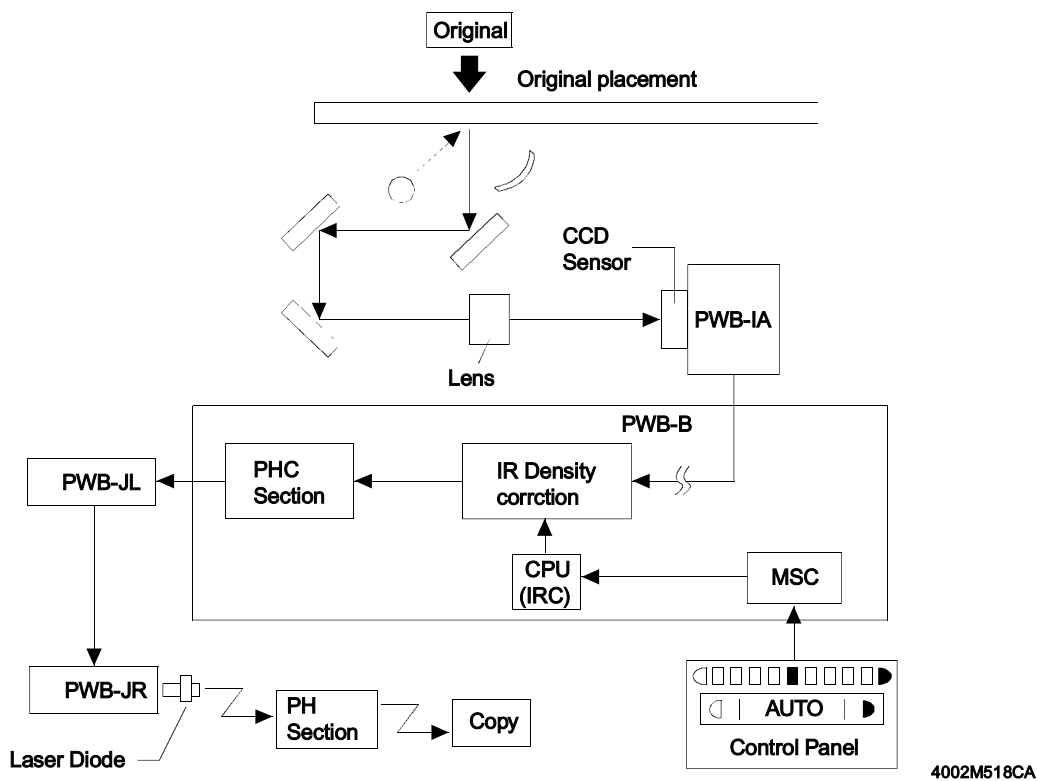 Original
Original placement
CCD
Sensor
PWB-IA
Lens
PWB-B
PHC
Section
IR Density
corrction
PWB-JL
CPU
(IRC)
MSC
PWB-JR
PH
Section
Copy
AUTO
Control Panel
Laser Diode
4002M518CA